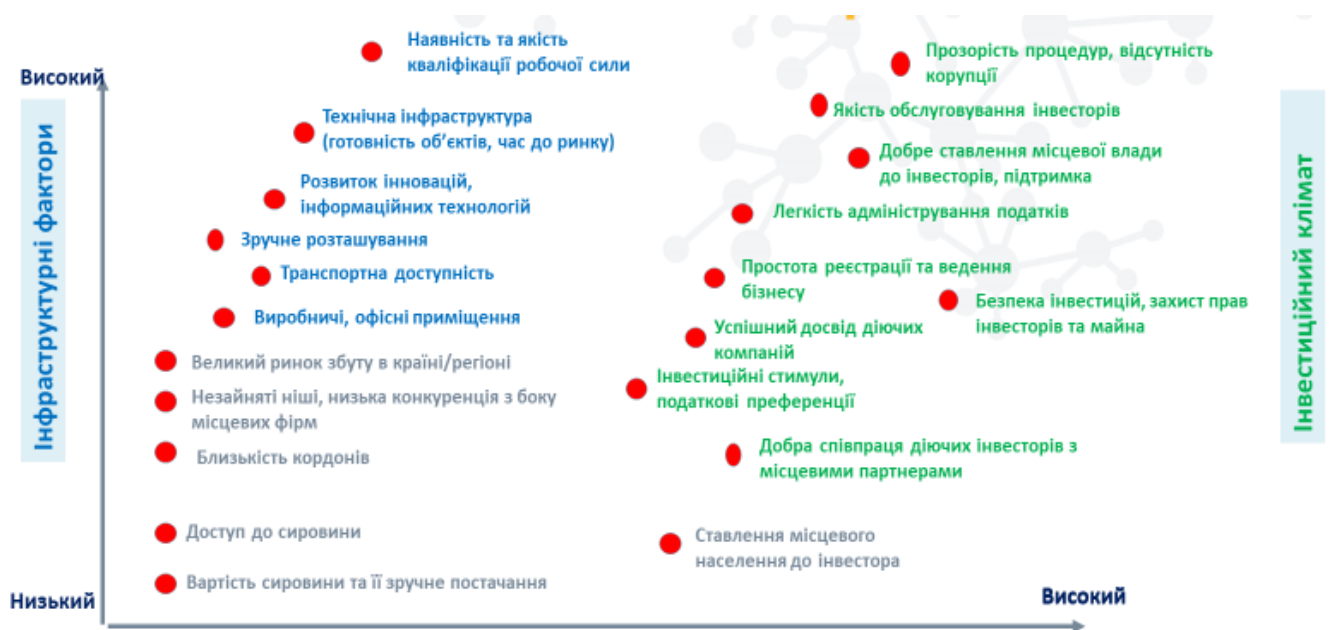 Наявність та якість
кваліфікації робочої сили
Високий
Технічна інфраструктура
(готовність об’єктів, час до ринку)
Розвиток інновацій,
інформаційних технологій
Зручне розташування
Транспортна доступність
Виробничі, офісні приміщення
Великий ринок збуту в країні/регіоні
Незайняті ніші, низька конкуренція з боку
місцевих фірм
Близькість кордонів
Доступ до сировини
Вартість сировини та її зручне постачання
Низький
Інфраструктурні фактори
Прозорість процедур, відсутність
корупції
Якість обслуговування інвесторів
Добре ставлення місцевої влади
до інвесторів, підтримка
Легкість адміністрування податків
Простота реєстрації та ведення
бізнесу
Безпека інвестицій, захист прав
інвесторів та майна
Успішний досвід діючих
компаній
Інвестиційні стимули,
податкові преференції
Добра співпраця діючих інвесторів з
місцевими партнерами
Ставлення місцевого
населення до інвестора
Високий
Інвестиційний клімат